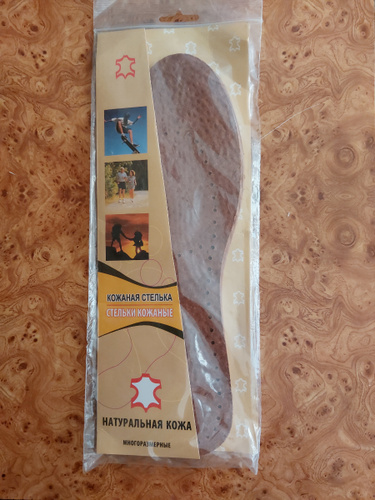 КОЖАНАЯ СТЕЛЬКА
СТЕЛЬКИ КОЖАНЫЕ
НАТУРАЛЬНАЯ КОЖА
МНОГОРАЗМЕРНЫЕ